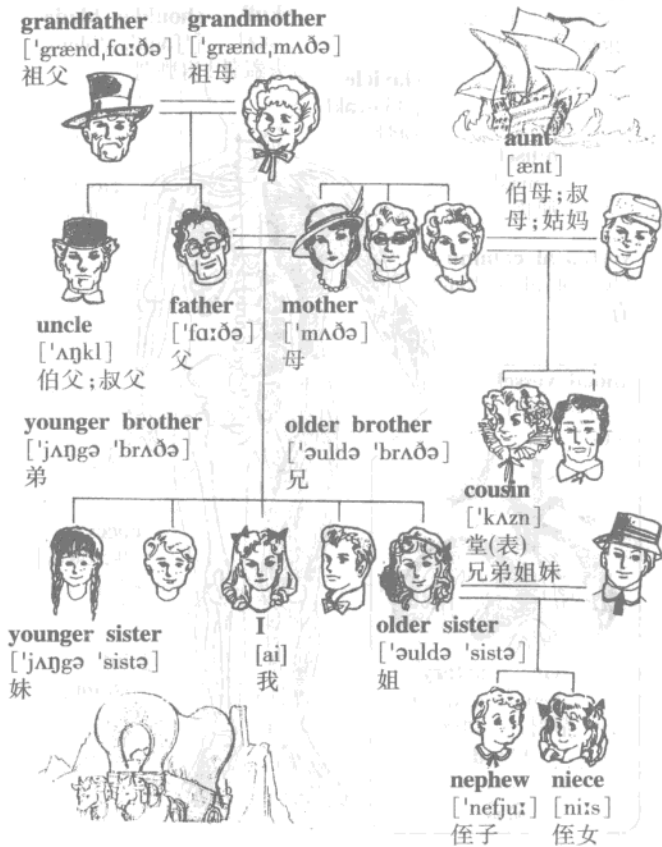 grandfather
['grænd,fɑːðə]
祖父
grandmother
['grænd,mʌðə]
祖母
aunt
[ænt]
伯母;叔
母;姑妈
uncle
['ʌŋkl]
伯父;叔父
father
['fɑːðə]
父
mother
['mʌðə]
母
younger brother
['jʌŋgə 'brʌðə]
弟
older brother
['əuldə 'brʌðə]
兄
cousin
['kʌzn]
堂(表)
兄弟姐妹
younger sister
['jʌŋgə 'sistə]
妹
I
[ai]
我
older sister
['əuldə 'sistə]
姐
nephew
['nefjuː]
侄子
niece
[niːs]
侄女